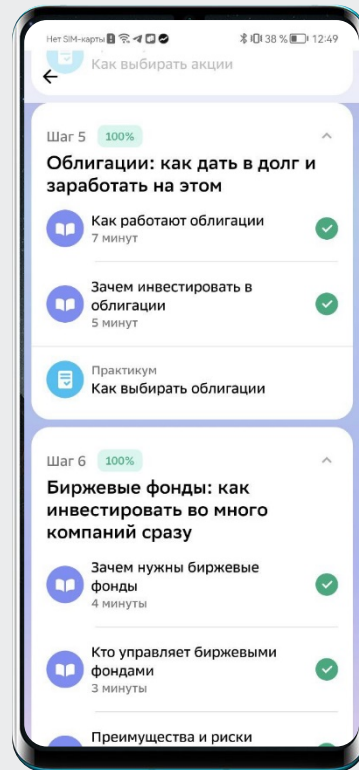 Нет SIM-карты 38 % 12:49
Как выбирать акции
Шаг 5 100%
Облигации: как дать в долг и
заработать на этом
Как работают облигации
7 минут
Зачем инвестировать в
облигации
5 минут
Практикум
Как выбирать облигации
Шаг 6 100%
Биржевые фонды: как
инвестировать во много
компаний сразу
Зачем нужны биржевые
фонды
4 минуты
Кто управляет биржевыми
фондами
3 минуты
Преимущества и риски